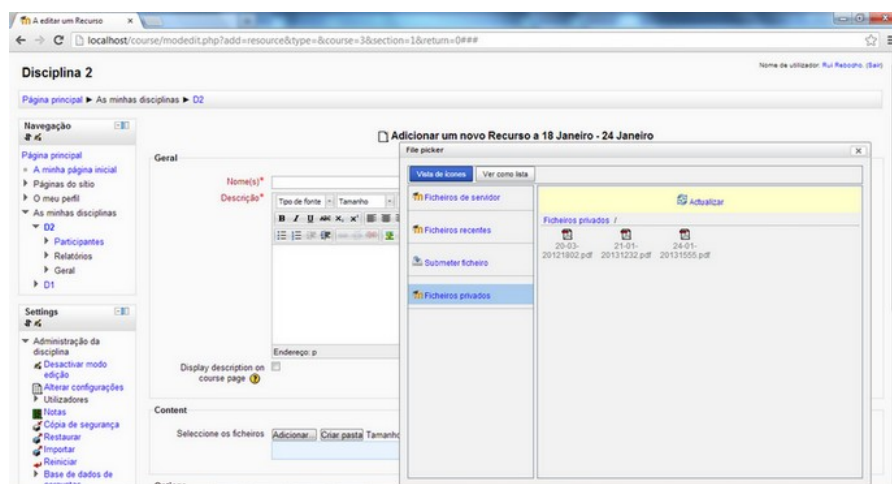 A editar um Recurso
localhost/course/modedit.php?add=resource&type=&course=3&section=1&return=0###
Disciplina 2
Nome de utilizador: Rui Rebocho. (Sair)
Página principal ► As minhas disciplinas ► D2
Navegação
Página principal
A minha página inicial
Páginas do sítio
O meu perfil
As minhas disciplinas
D2
Participantes
Relatórios
Geral
D1
Settings
Administração da
disciplina
Desactivar modo
edição
Alterar configurações
Utilizadores
Notas
Cópia de segurança
Restaurar
Importar
Reiniciar
Base de dados de
Adicionar um novo Recurso a 18 Janeiro - 24 Janeiro
Geral
Nome(s)*
Descrição*
Tipo de fonte Tamanho
B I U ABC X, X'
Endereço: p
Display description on
course page
Content
Seleccione os ficheiros Adicionar... Criar pasta Tamanho
File picker
Vista de ícones Ver como lista
Ficheiros de servidor
Ficheiros recentes
Submeter ficheiro
Ficheiros privados
Actualizar
Ficheiros privados /
20-03-
20121802.pdf
21-01-
20131232.pdf
24-01-
20131555.pdf